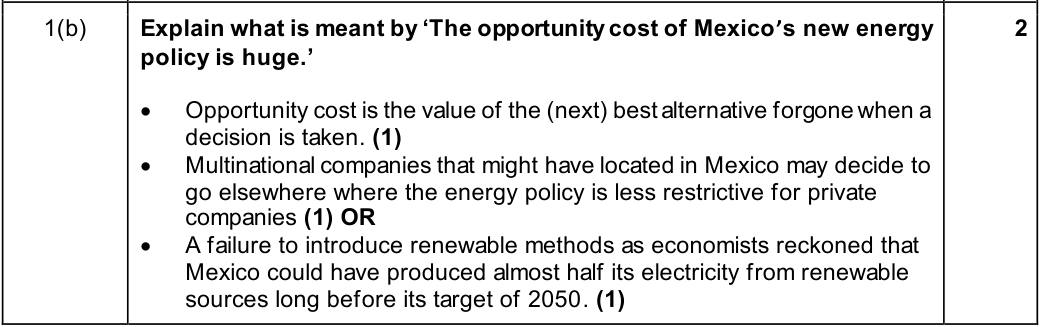 1(b) Explain what is meant by ‘The opportunity cost of Mexico’s new energy 2
policy is huge.’
• Opportunity cost is the value of the (next) best alternative forgone when a
decision is taken. (1)
• Multinational companies that might have located in Mexico may decide to
go elsewhere where the energy policy is less restrictive for private
companies (1) OR
• A failure to introduce renewable methods as economists reckoned that
Mexico could have produced almost half its electricity from renewable
sources long before its target of 2050. (1)